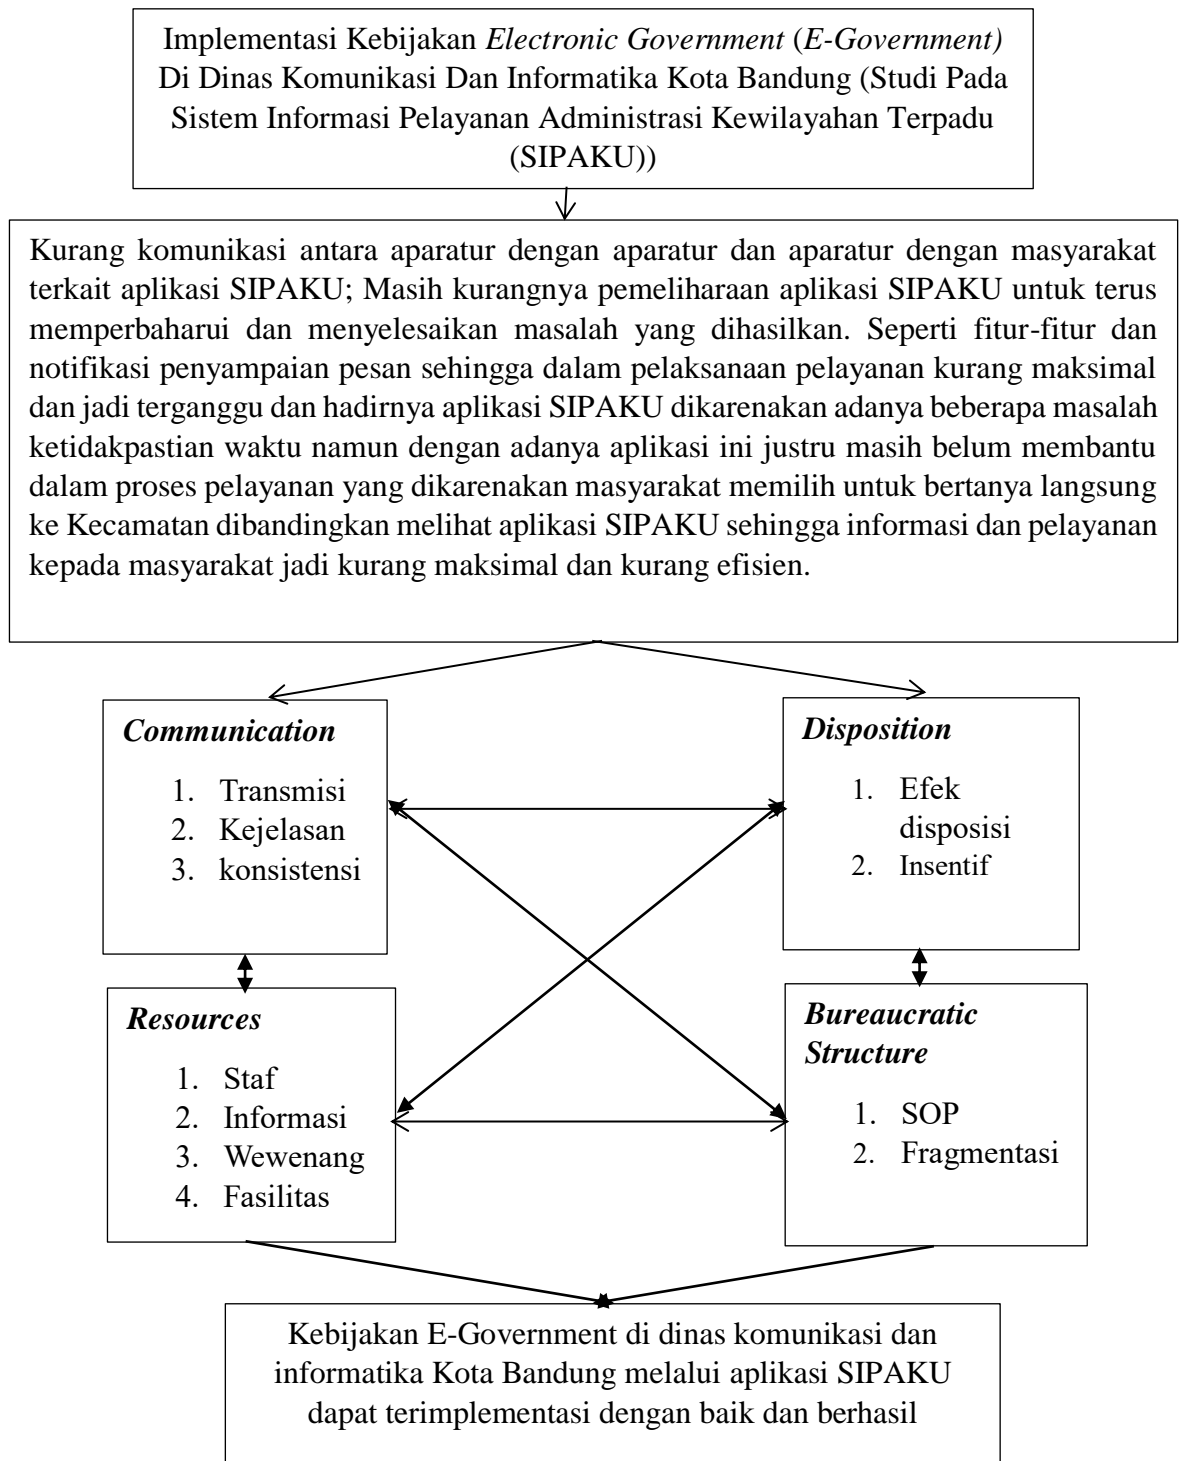 Implementasi Kebijakan Electronic Government (E-Government)
Di Dinas Komunikasi Dan Informatika Kota Bandung (Studi Pada
Sistem Informasi Pelayanan Administrasi Kewilayahan Terpadu
(SIPAKU))
Kurang komunikasi antara aparatur dengan aparatur dan aparatur dengan masyarakat
terkait aplikasi SIPAKU; Masih kurangnya pemeliharaan aplikasi SIPAKU untuk terus
memperbaharui dan menyelesaikan masalah yang dihasilkan. Seperti fitur-fitur dan
notifikasi penyampaian pesan sehingga dalam pelaksanaan pelayanan kurang maksimal
dan jadi terganggu dan hadirnya aplikasi SIPAKU dikarenakan adanya beberapa masalah
ketidakpastian waktu namun dengan adanya aplikasi ini justru masih belum membantu
dalam proses pelayanan yang dikarenakan masyarakat memilih untuk bertanya langsung
ke Kecamatan dibandingkan melihat aplikasi SIPAKU sehingga informasi dan pelayanan
kepada masyarakat jadi kurang maksimal dan kurang efisien.
Communication
1. Transmisi
2. Kejelasan
3. konsistensi
Disposition
1. Efek
disposisi
2. Insentif
Resources
1. Staf
2. Informasi
3. Wewenang
4. Fasilitas
Bureaucratic
Structure
1. SOP
2. Fragmentasi
Kebijakan E-Government di dinas komunikasi dan
informatika Kota Bandung melalui aplikasi SIPAKU
dapat terimplementasi dengan baik dan berhasil